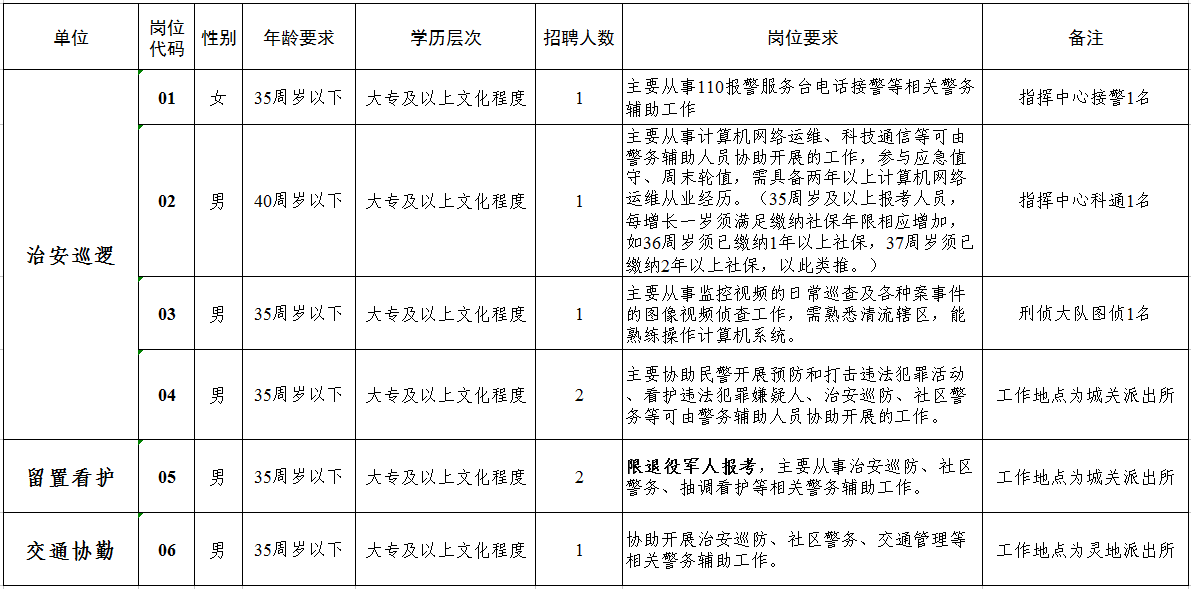 单位
岗位
代码
性别
年龄要求
学历层次
招聘人数
岗位要求
备注
治安巡逻
01
女
35周岁以下
大专及以上文化程度
1
主要从事110报警服务台电话接警等相关警务
辅助工作
指挥中心接警1名
02
男
40周岁以下
大专及以上文化程度
1
主要从事计算机网络运维、科技通信等可由
警务辅助人员协助开展的工作，参与应急值
守、周末轮值，需具备两年以上计算机网络
运维从业经历。（35周岁及以上报考人员，
每增长一岁须满足缴纳社保年限相应增加，
如36周岁须已缴纳1年以上社保，37周岁须已
缴纳2年以上社保，以此类推。）
指挥中心科通1名
03
男
35周岁以下
大专及以上文化程度
1
主要从事监控视频的日常巡查及各种案事件
的图像视频侦查工作，需熟悉清流辖区，能
熟练操作计算机系统。
刑侦大队图侦1名
04
男
35周岁以下
大专及以上文化程度
2
主要协助民警开展预防和打击违法犯罪活动
、看护违法犯罪嫌疑人、治安巡防、社区警
务等可由警务辅助人员协助开展的工作。
工作地点为城关派出所
留置看护
05
男
35周岁以下
大专及以上文化程度
2
限退役军人报考，主要从事治安巡防、社区
警务、抽调看护等相关警务辅助工作。
工作地点为城关派出所
交通协勤
06
男
35周岁以下
大专及以上文化程度
1
协助开展治安巡防、社区警务、交通管理等
相关警务辅助工作。
工作地点为灵地派出所